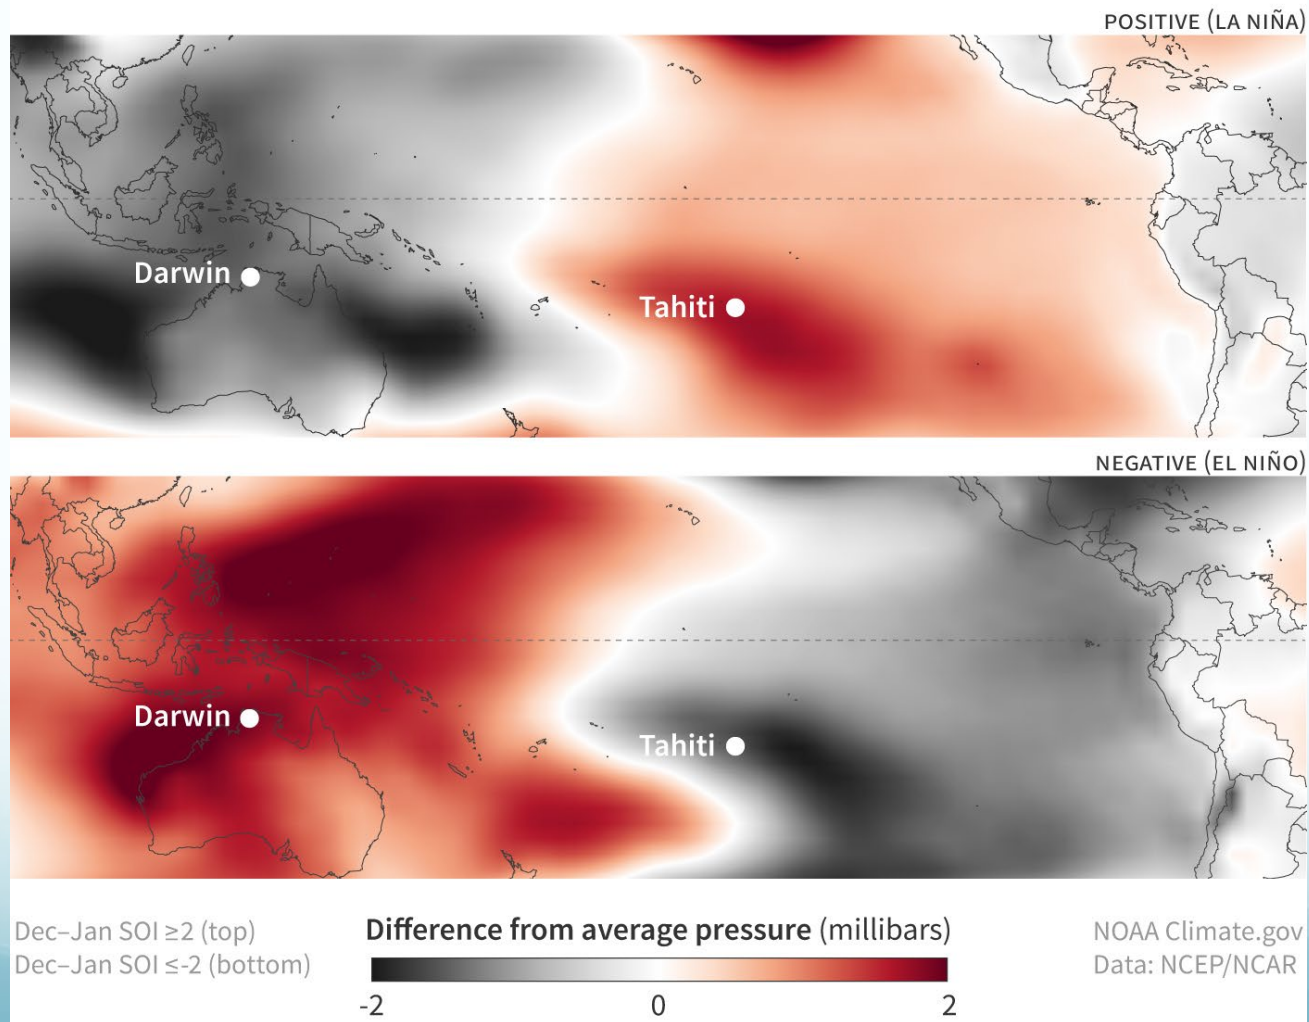 POSITIVE (LA NIÑA)
Darwin
Tahiti
NEGATIVE (EL NIÑO)
Darwin
Tahiti
Dec–Jan SOI ≥2 (top)
Dec–Jan SOI ≤-2 (bottom)
Difference from average pressure (millibars)
-2
0
2
NOAA Climate.gov
Data: NCEP/NCAR